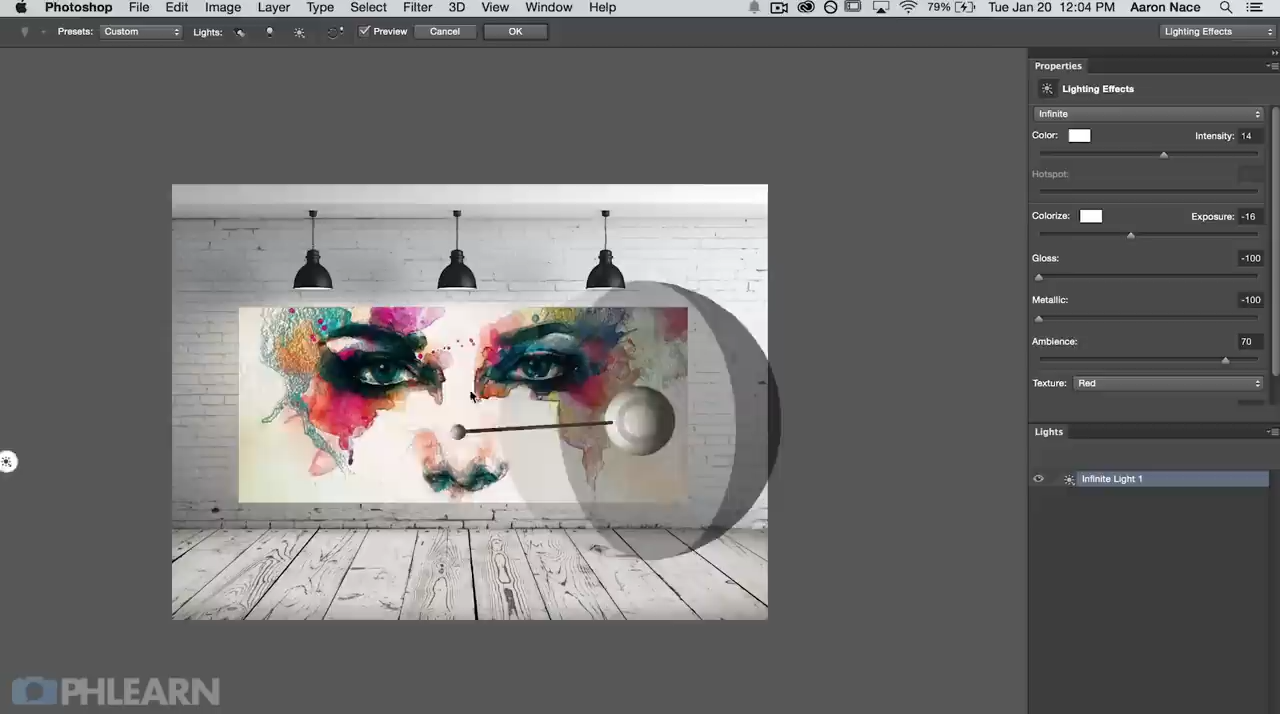 Photoshop File Edit Image Layer Type Select Filter 3D View Window Help 79% Tue Jan 20 12:04 PM Aaron Nace
Presets: Custom Lights: Preview Cancel OK Lighting Effects
Properties
Lighting Effects
Infinite
Color: Intensity: 14
Hotspot:
Colorize: Exposure: -16
Gloss: -100
Metallic: -100
Ambience: 70
Texture: Red
Lights
Infinite Light 1
PHLEARN